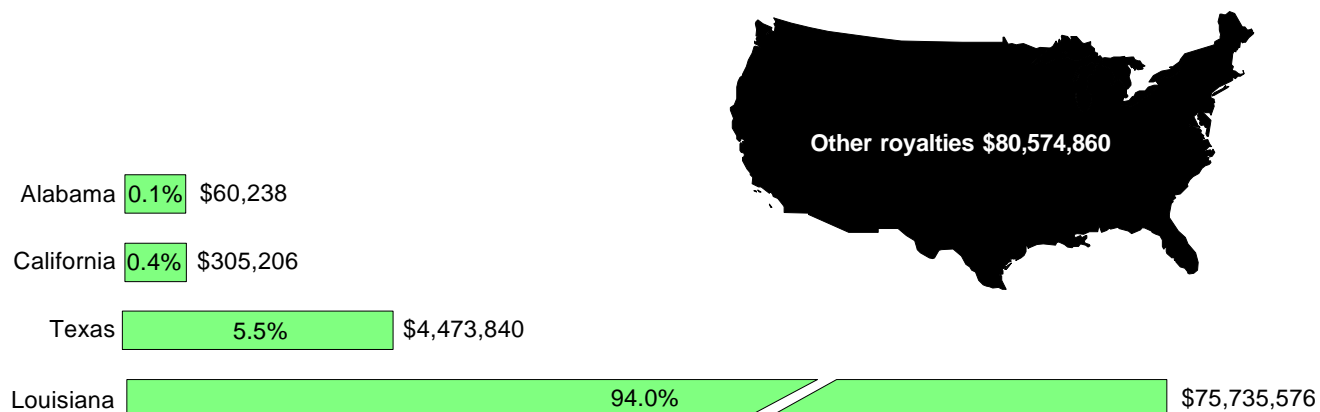 Other royalties $80,574,860
Alabama 0.1% $60,238
California 0.4% $305,206
Texas 5.5% $4,473,840
Louisiana 94.0% $75,735,576